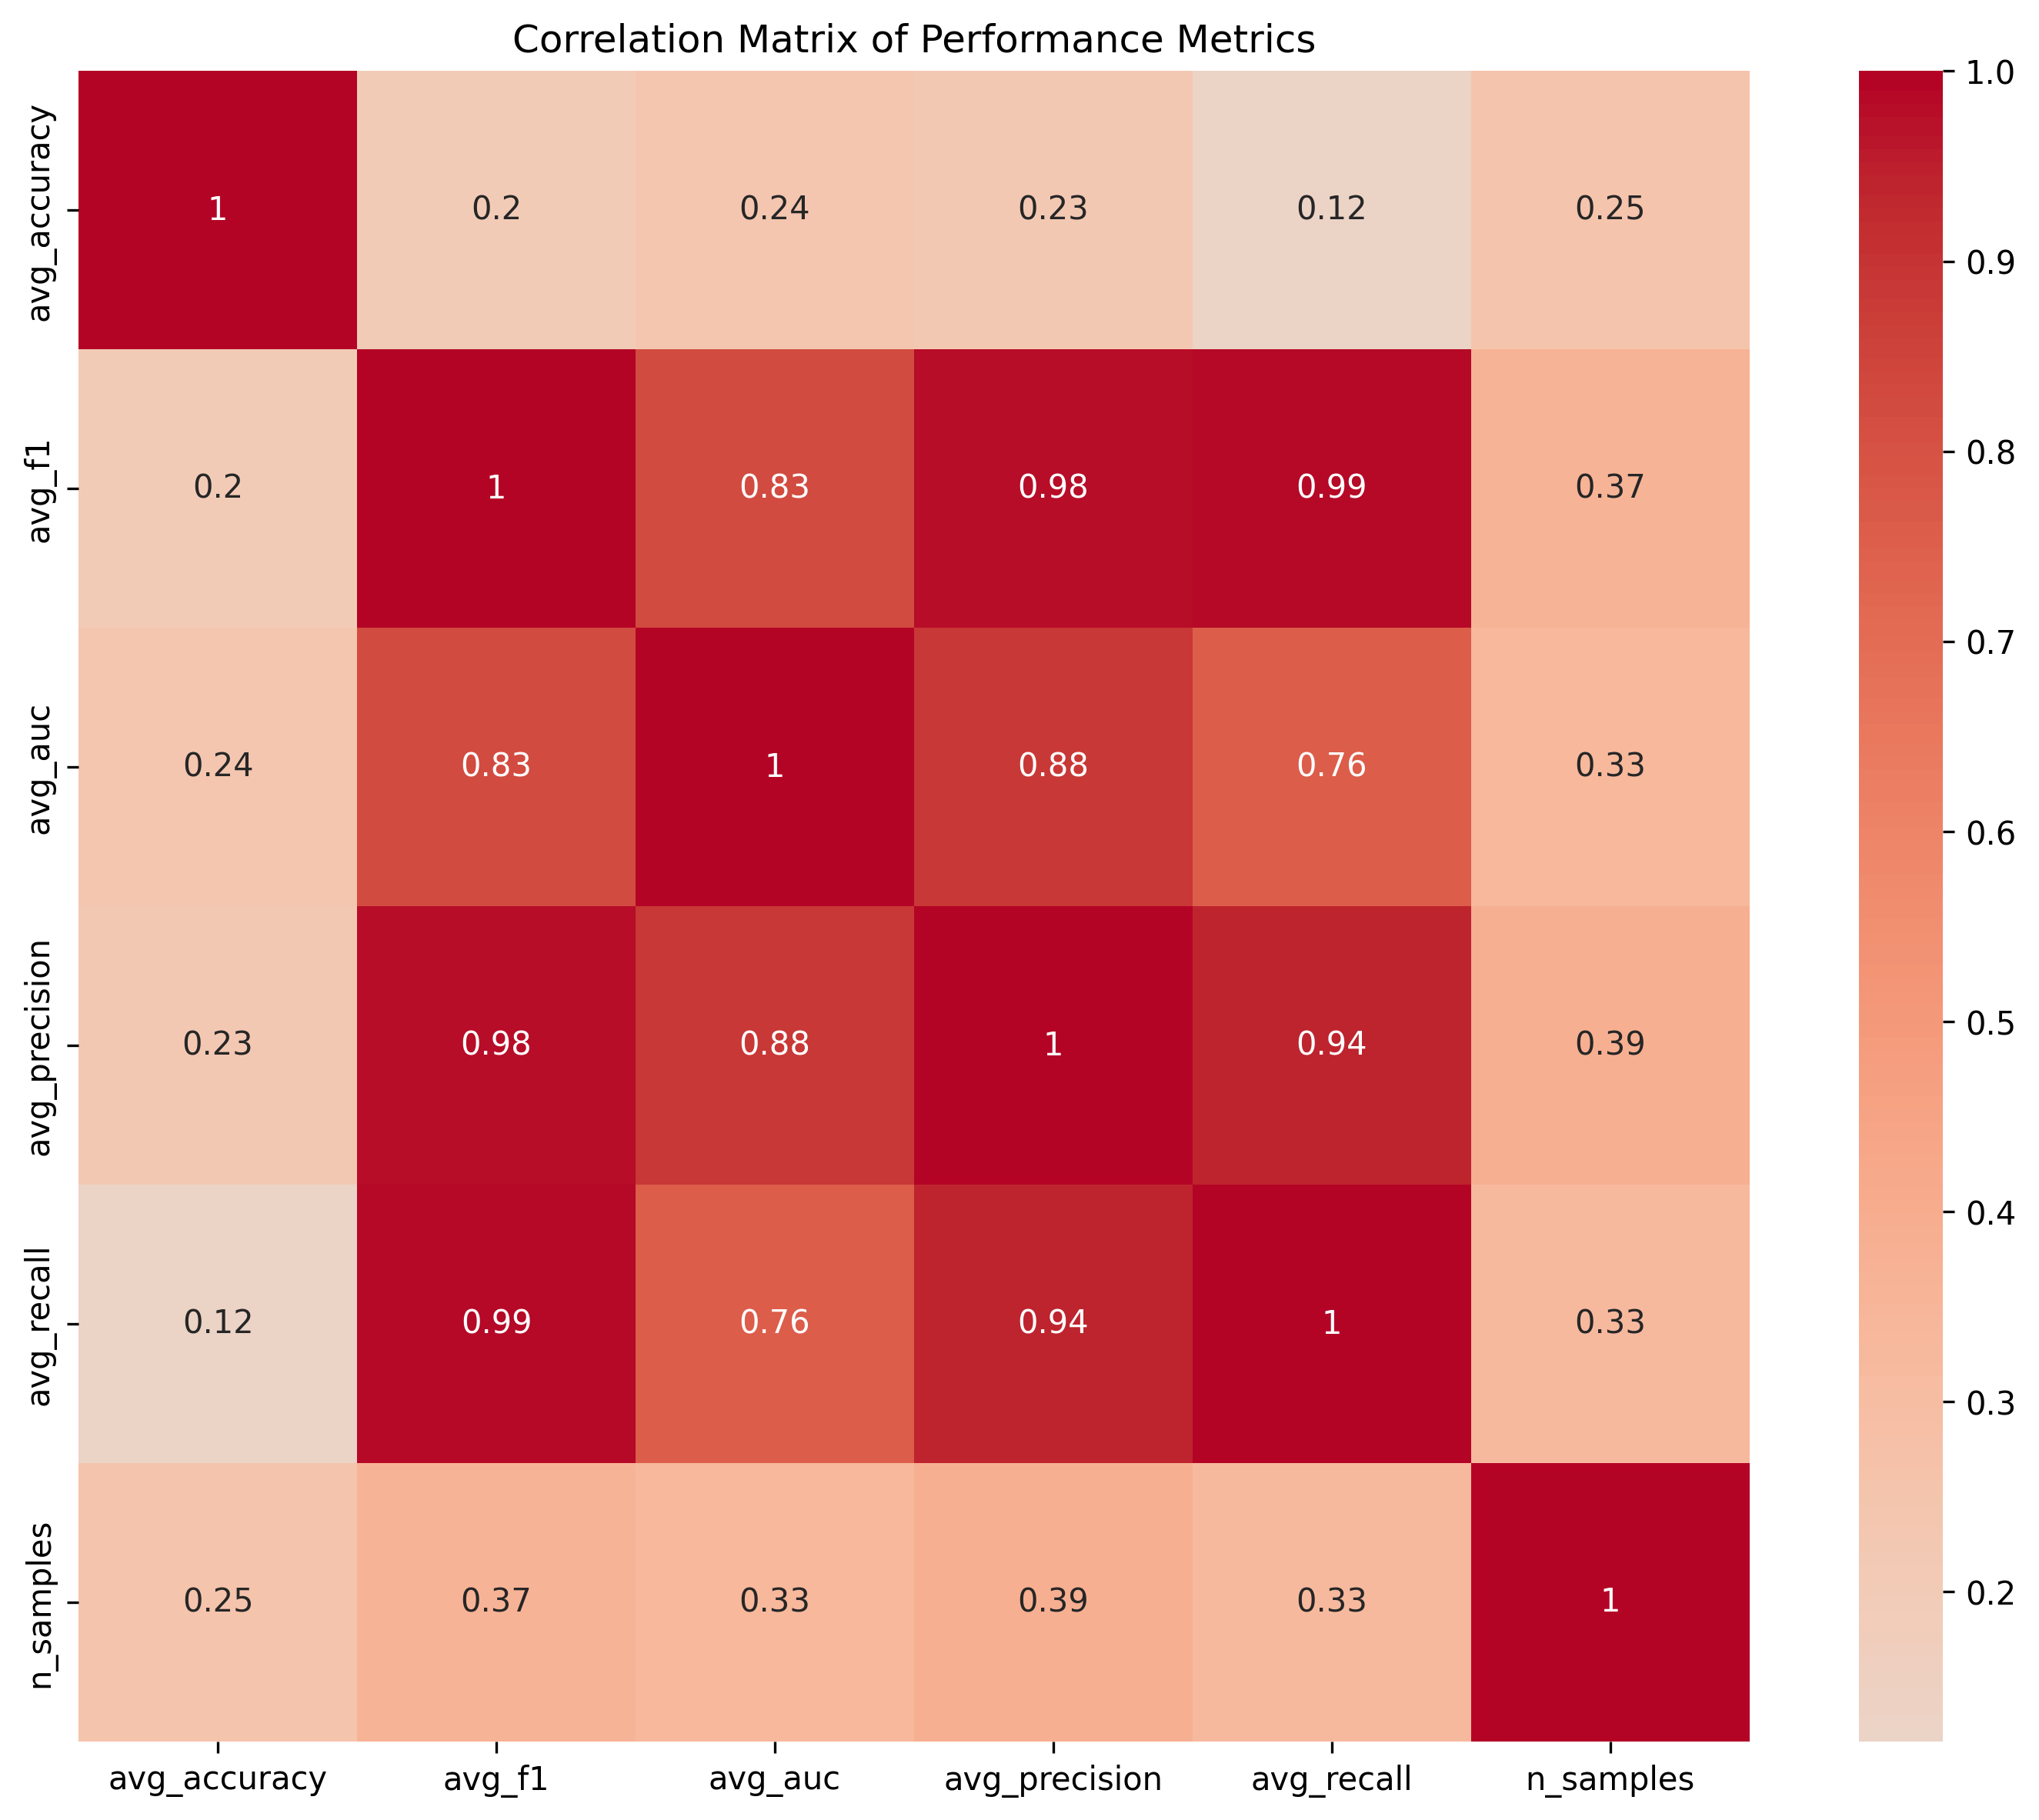 Correlation Matrix of Performance Metrics
avg_accuracy 1 0.2 0.24 0.23 0.12 0.25
avg_f1 0.2 1 0.83 0.98 0.99 0.37
avg_auc 0.24 0.83 1 0.88 0.76 0.33
avg_precision 0.23 0.98 0.88 1 0.94 0.39
avg_recall 0.12 0.99 0.76 0.94 1 0.33
n_samples 0.25 0.37 0.33 0.39 0.33 1
avg_accuracy avg_f1 avg_auc avg_precision avg_recall n_samples
1.0
0.9
0.8
0.7
0.6
0.5
0.4
0.3
0.2